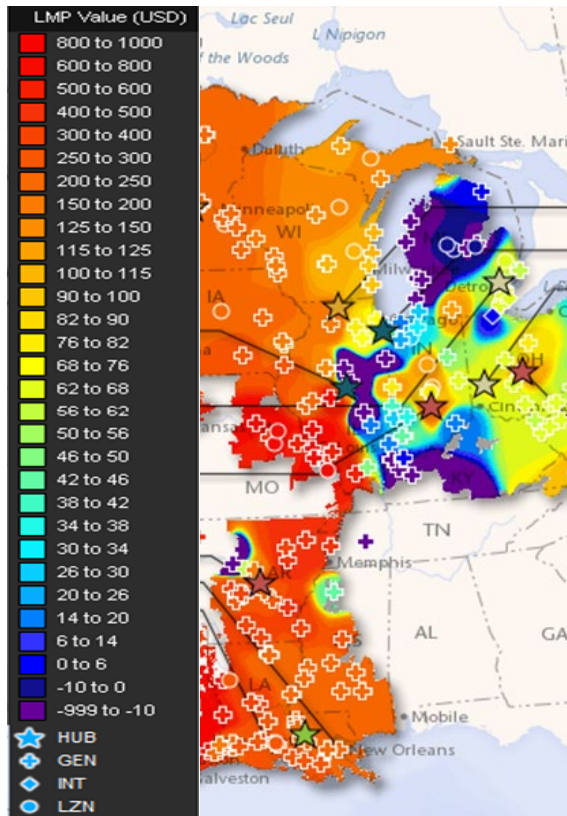 LMP Value (USD)
800 to 1000
600 to 800
500 to 600
400 to 500
300 to 400
250 to 300
200 to 250
150 to 200
125 to 150
115 to 125
100 to 115
90 to 100
82 to 90
76 to 82
68 to 76
62 to 68
56 to 62
50 to 56
46 to 50
42 to 46
38 to 42
34 to 38
30 to 34
26 to 30
20 to 26
14 to 20
6 to 14
0 to 6
-10 to 0
-999 to -10
HUB
GEN
INT
LZN
Lac Seul
L Nipigon
of the Woods
Sault Ste. Mari
Duluth
Minneapol
WI
Milw
Detro
IA
IN
OH
Cincin
MO
KY
TN
Memphis
AR
AL
GA
LA
Mobile
New Orleans
Galveston